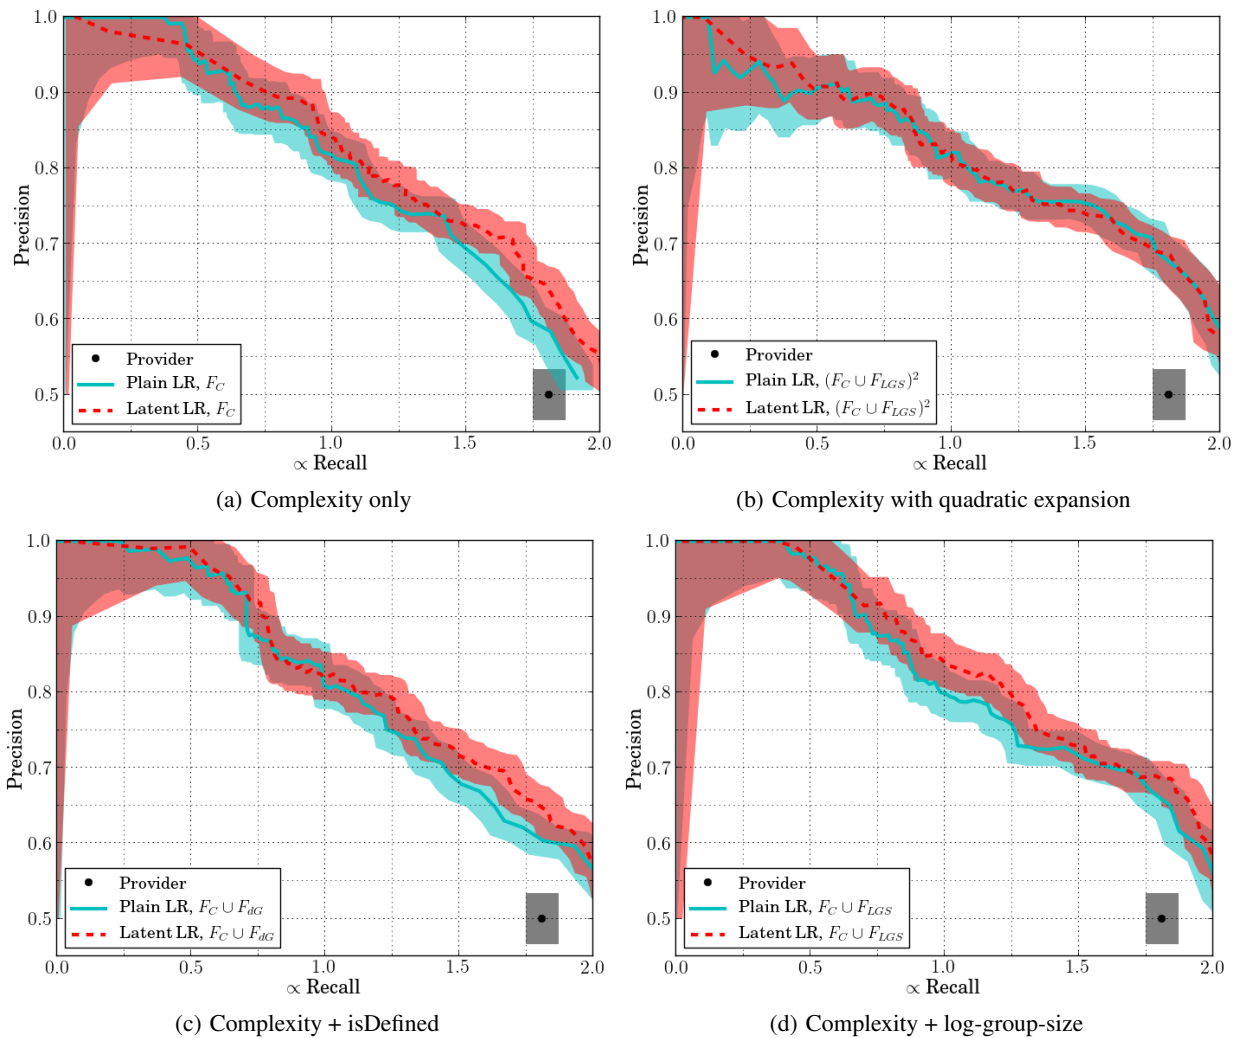 1.0
0.9
0.8
0.7
0.6
0.5
Precision
Provider
Plain LR, F_C
Latent LR, F_C
0.0 0.5 1.0 1.5 2.0
∝ Recall
(a) Complexity only
1.0
0.9
0.8
0.7
0.6
0.5
Precision
Provider
Plain LR, (F_C ∪ F_LGS)²
Latent LR, (F_C ∪ F_LGS)²
0.0 0.5 1.0 1.5 2.0
∝ Recall
(b) Complexity with quadratic expansion
1.0
0.9
0.8
0.7
0.6
0.5
Precision
Provider
Plain LR, F_C ∪ F_dG
Latent LR, F_C ∪ F_dG
0.0 0.5 1.0 1.5 2.0
∝ Recall
(c) Complexity + isDefined
1.0
0.9
0.8
0.7
0.6
0.5
Precision
Provider
Plain LR, F_C ∪ F_LGS
Latent LR, F_C ∪ F_LGS
0.0 0.5 1.0 1.5 2.0
∝ Recall
(d) Complexity + log-group-size